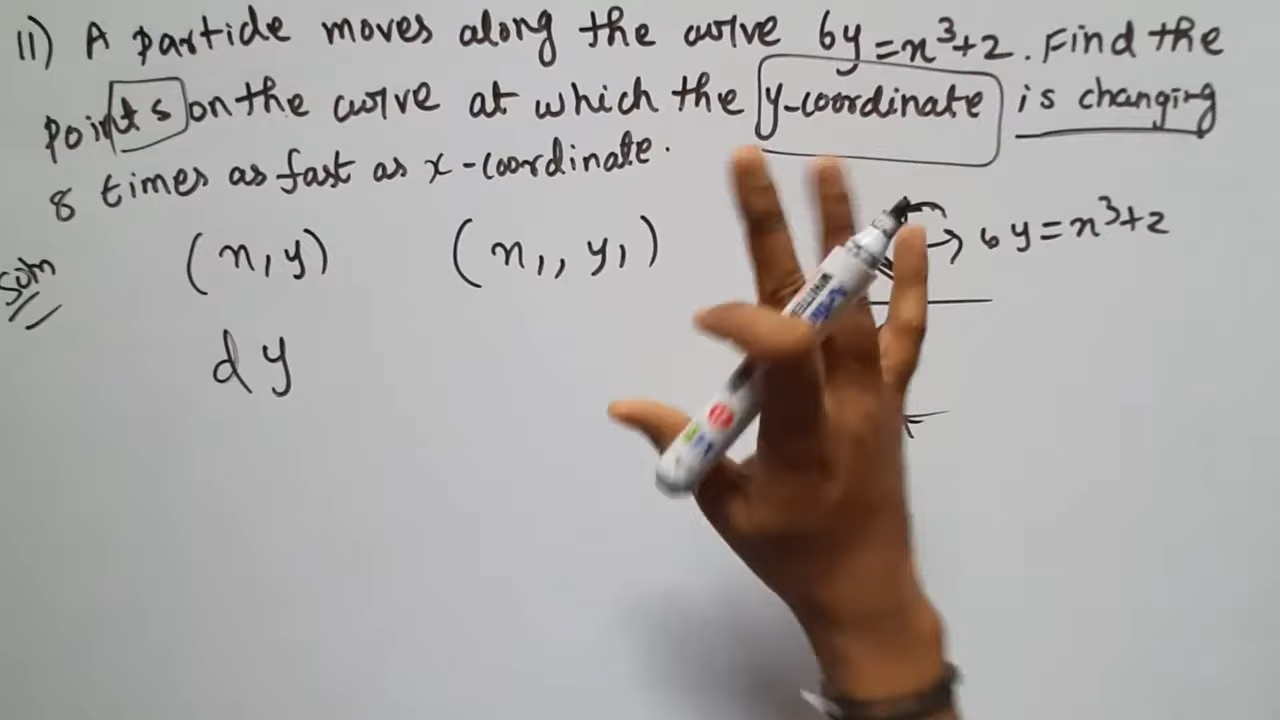 11) A particle moves along the curve 6y=x³+2. Find the
points on the curve at which the y-coordinate is changing
8 times as fast as x-coordinate.
Soln
(x,y) (x₁, y₁) → 6y=x³+2
dy